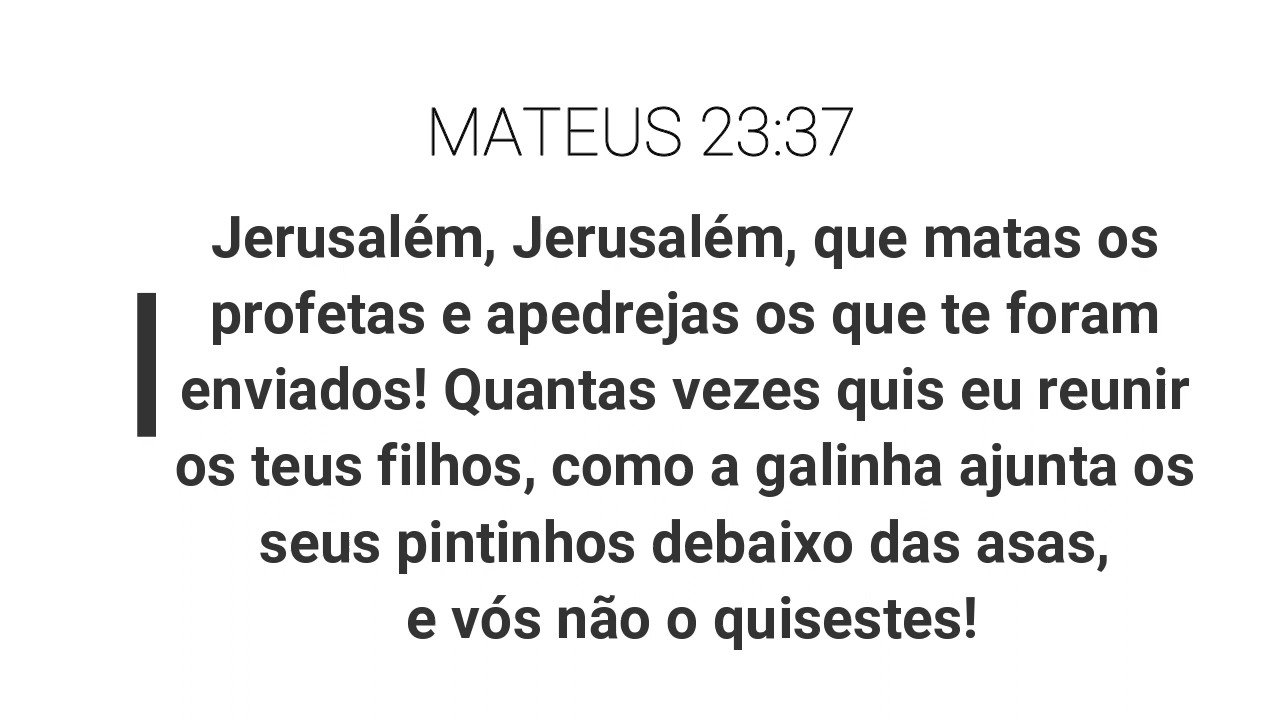 MATEUS 23:37
Jerusalém, Jerusalém, que matas os
profetas e apedrejas os que te foram
enviados! Quantas vezes quis eu reunir
os teus filhos, como a galinha ajunta os
seus pintinhos debaixo das asas,
e vós não o quisestes!